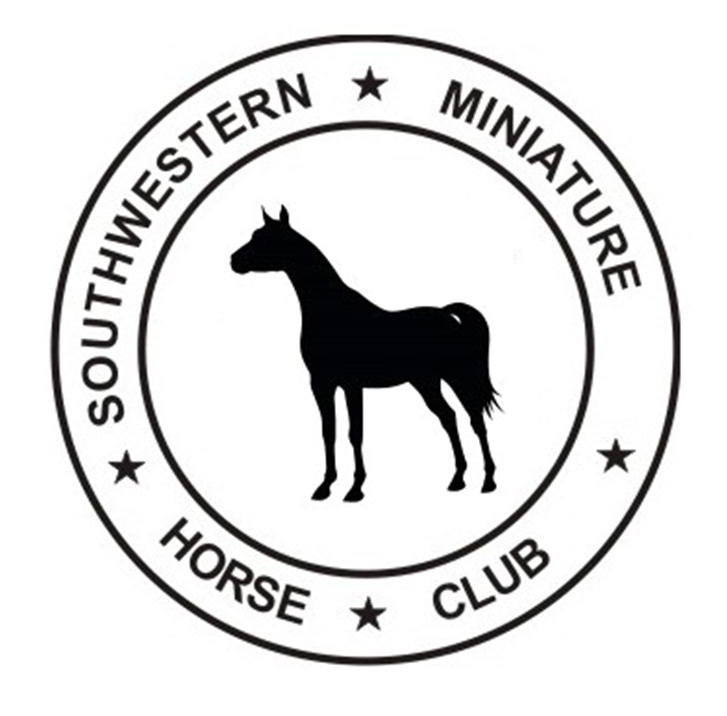 SOUTHWESTERN ★ MINIATURE
★ HORSE ★ CLUB ★